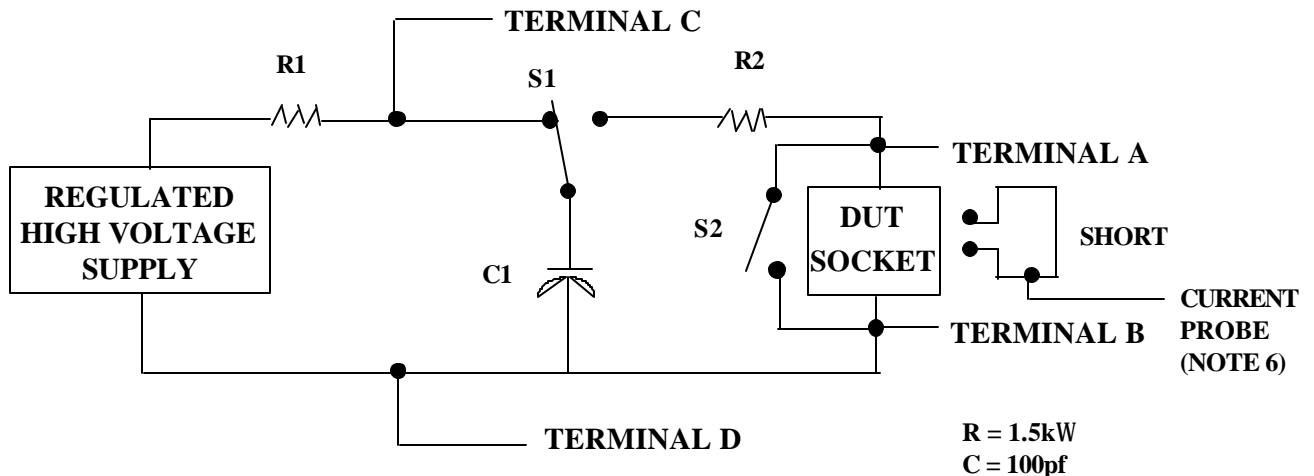 TERMINAL C
R1
S1
R2
TERMINAL A
REGULATED
HIGH VOLTAGE
SUPPLY
DUT
SOCKET
S2
SHORT
C1
CURRENT
PROBE
(NOTE 6)
TERMINAL B
TERMINAL D
R = 1.5kW
C = 100pf